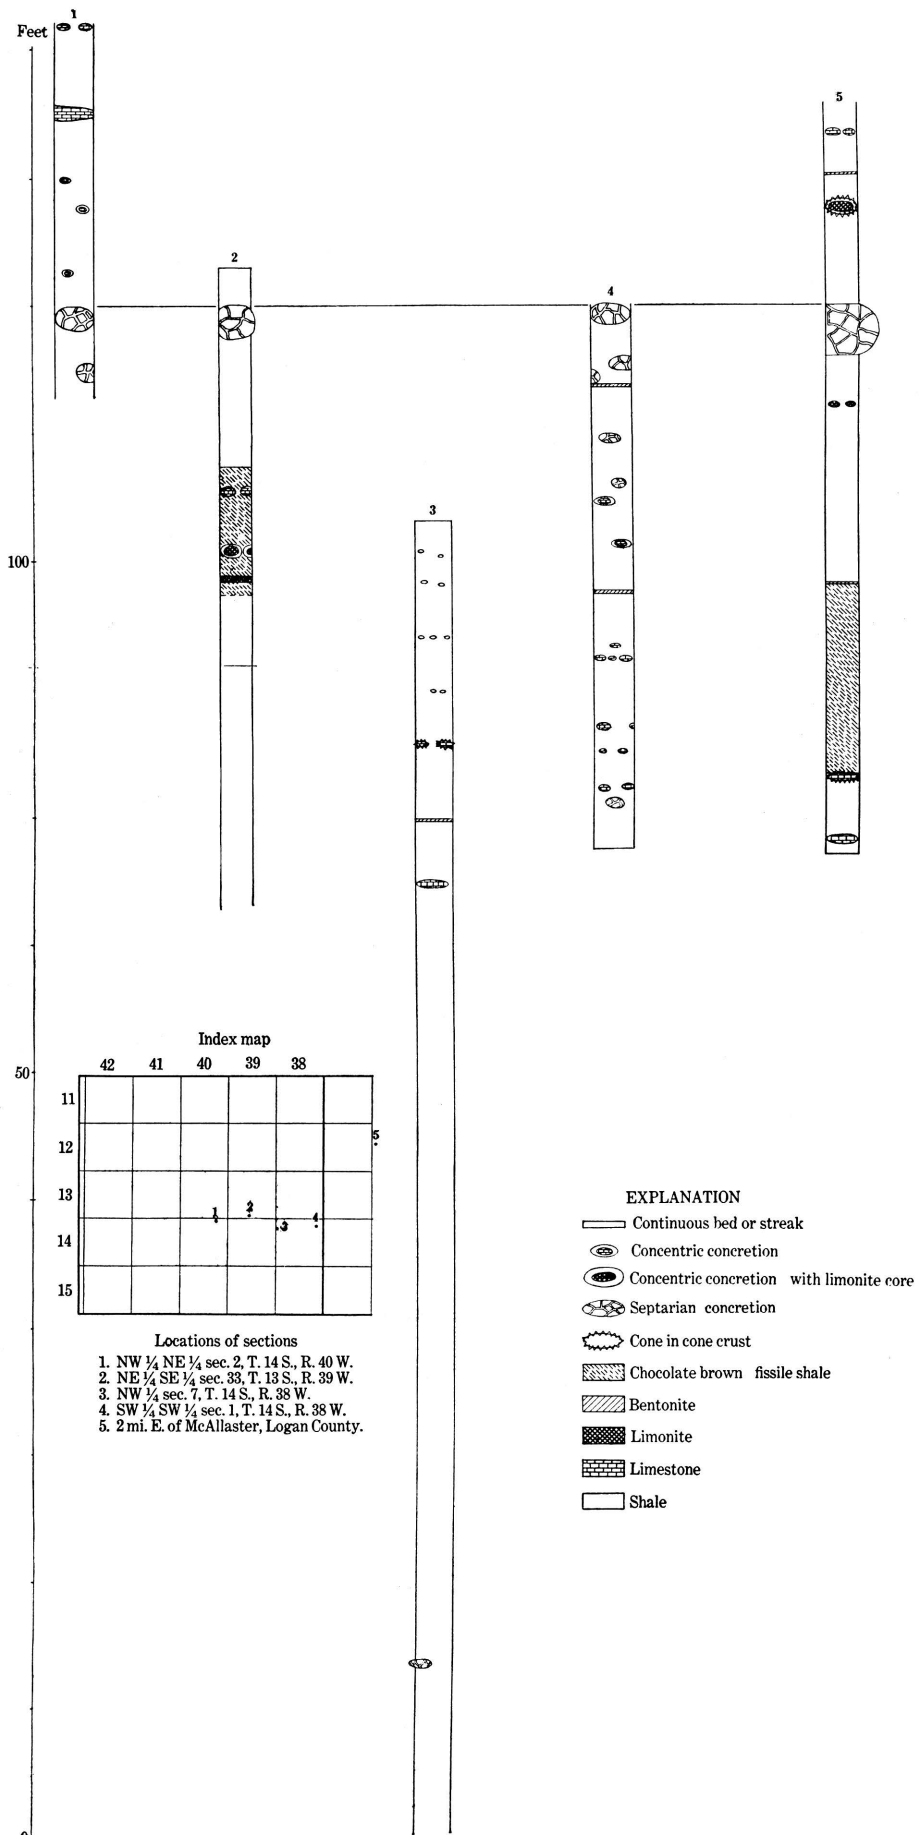 1
Feet
5
2
4
3
100
50
0
Index map
42 41 40 39 38
11
12
13
14
15
5
1
2
3
4
Locations of sections
1. NW ¼ NE ¼ sec. 2, T. 14 S., R. 40 W.
2. NE ¼ SE ¼ sec. 33, T. 13 S., R. 39 W.
3. NW ¼ sec. 7, T. 14 S., R. 38 W.
4. SW ¼ SW ¼ sec. 1, T. 14 S., R. 38 W.
5. 2 mi. E. of McAllaster, Logan County.
EXPLANATION
Continuous bed or streak
Concentric concretion
Concentric concretion with limonite core
Septarian concretion
Cone in cone crust
Chocolate brown fissile shale
Bentonite
Limonite
Limestone
Shale